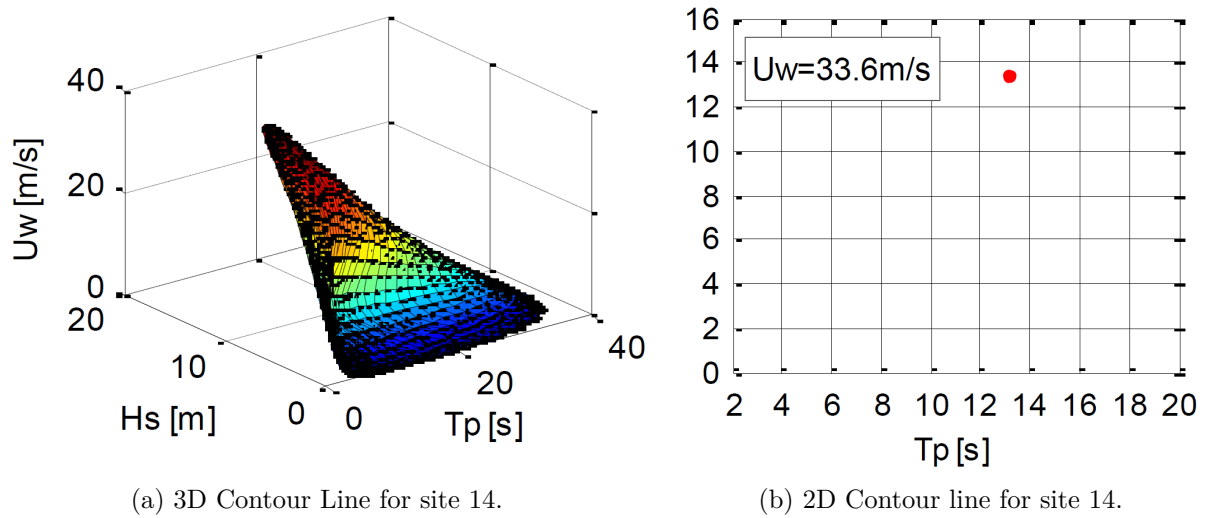 40
20
0
Uw [m/s]
20
10
0
Hs [m]
0
20
40
Tp [s]
(a) 3D Contour Line for site 14.
16
14
12
10
8
6
4
2
0
Uw=33.6m/s
2 4 6 8 10 12 14 16 18 20
Tp [s]
(b) 2D Contour line for site 14.